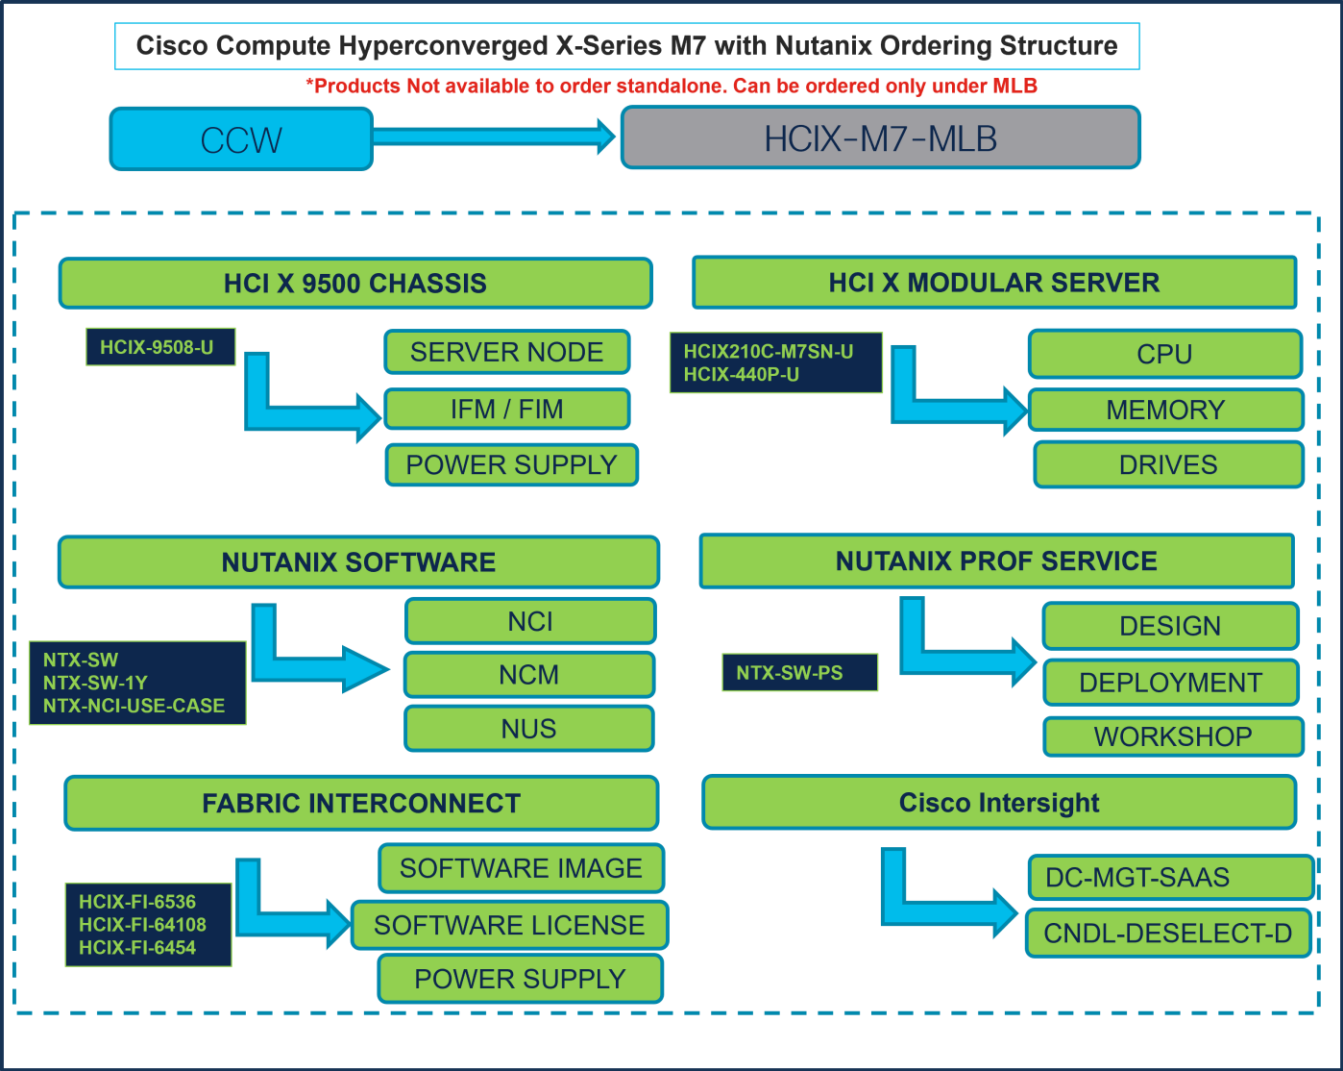 Cisco Compute Hyperconverged X-Series M7 with Nutanix Ordering Structure
*Products Not available to order standalone. Can be ordered only under MLB
CCW
HCIX-M7-MLB
HCI X 9500 CHASSIS
HCIX-9508-U
SERVER NODE
IFM / FIM
POWER SUPPLY
HCI X MODULAR SERVER
HCIX210C-M7SN-U
HCIX-440P-U
CPU
MEMORY
DRIVES
NUTANIX SOFTWARE
NTX-SW
NTX-SW-1Y
NTX-NCI-USE-CASE
NCI
NCM
NUS
NUTANIX PROF SERVICE
NTX-SW-PS
DESIGN
DEPLOYMENT
WORKSHOP
FABRIC INTERCONNECT
HCIX-FI-6536
HCIX-FI-64108
HCIX-FI-6454
SOFTWARE IMAGE
SOFTWARE LICENSE
POWER SUPPLY
Cisco Intersight
DC-MGT-SAAS
CNDL-DESELECT-D